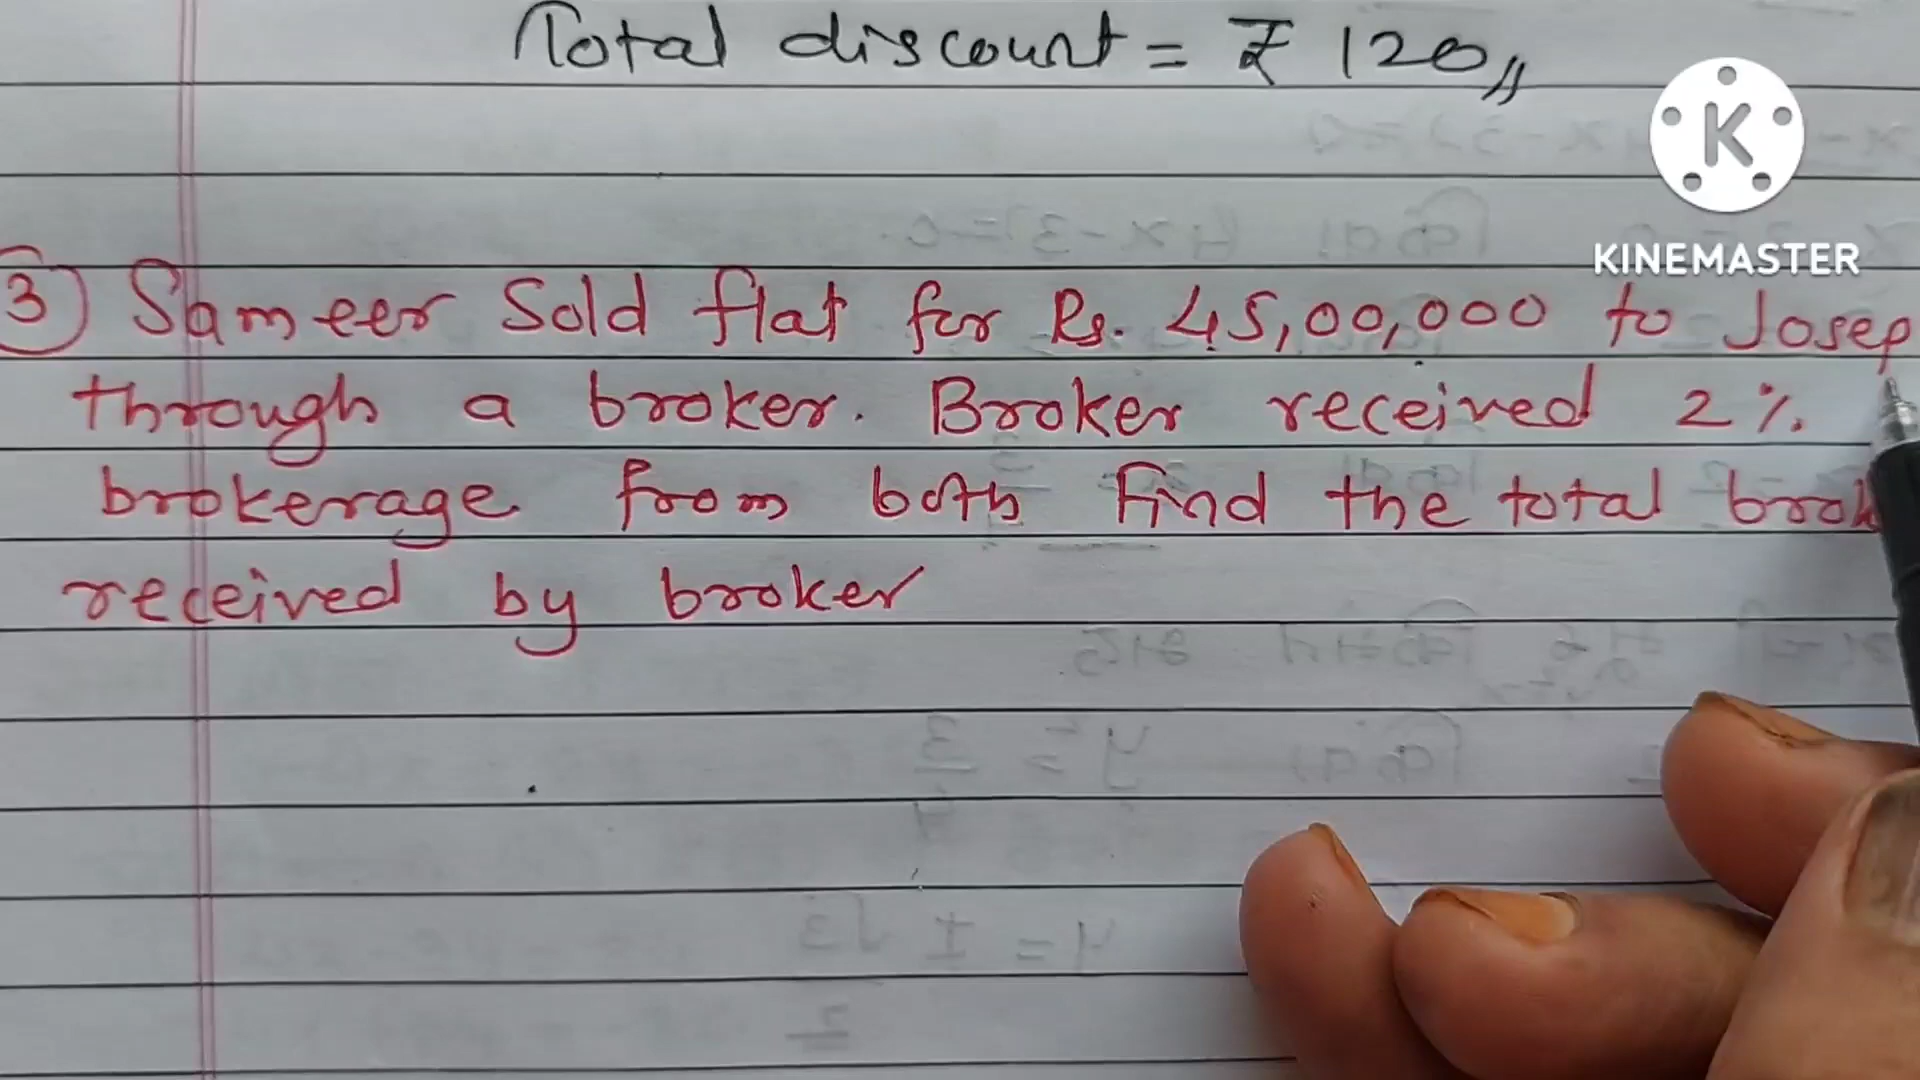 Total discount = ₹ 120
K
KINEMASTER
3 Sameer Sold flat for Rs. 45,00,000 to Josep
through a broker. Broker received 2%
brokerage from both Find the total brok
received by broker